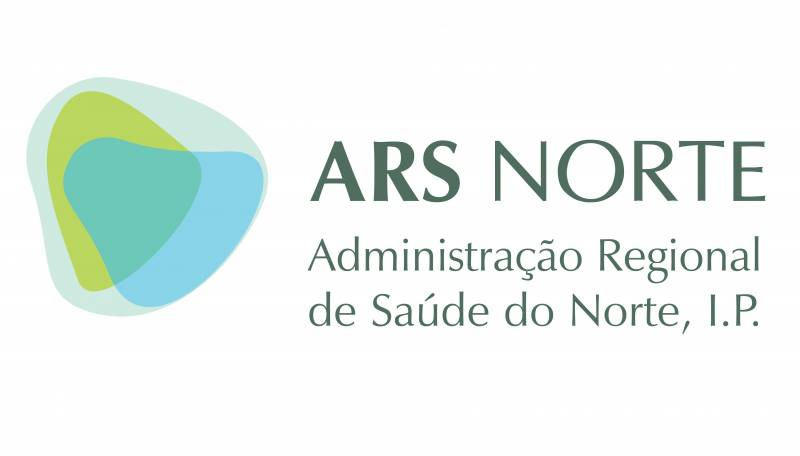 ARS NORTE
Administração Regional
de Saúde do Norte, I.P.